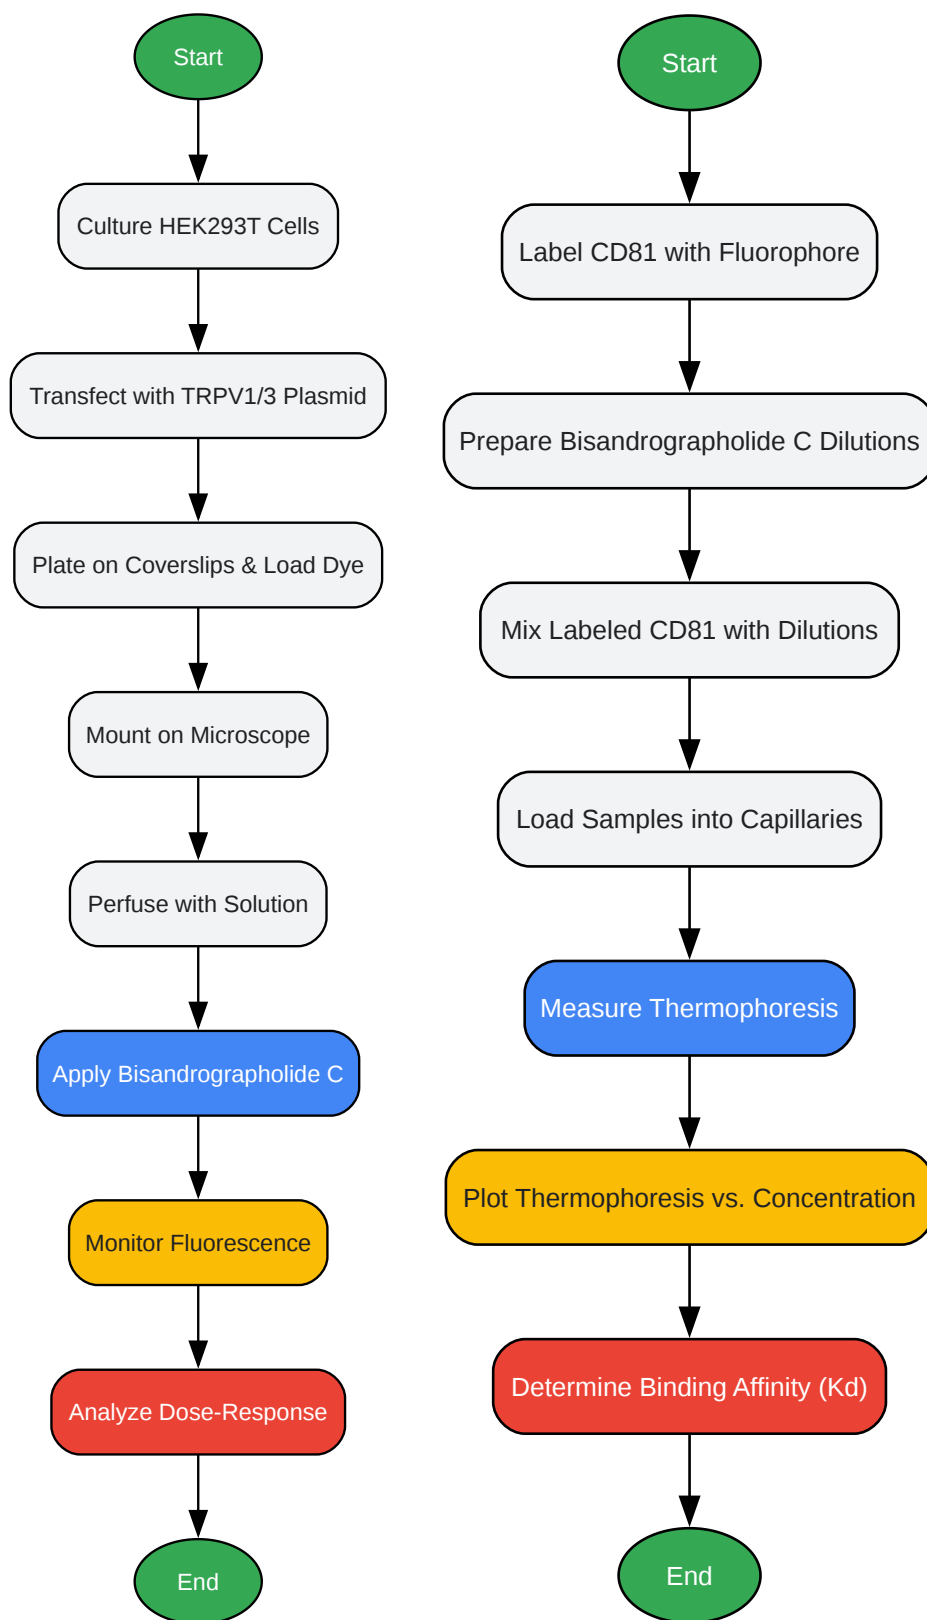 Start
Culture HEK293T Cells
Transfect with TRPV1/3 Plasmid
Plate on Coverslips & Load Dye
Mount on Microscope
Perfuse with Solution
Apply Bisandrographolide C
Monitor Fluorescence
Analyze Dose-Response
End
Start
Label CD81 with Fluorophore
Prepare Bisandrographolide C Dilutions
Mix Labeled CD81 with Dilutions
Load Samples into Capillaries
Measure Thermophoresis
Plot Thermophoresis vs. Concentration
Determine Binding Affinity (Kd)
End